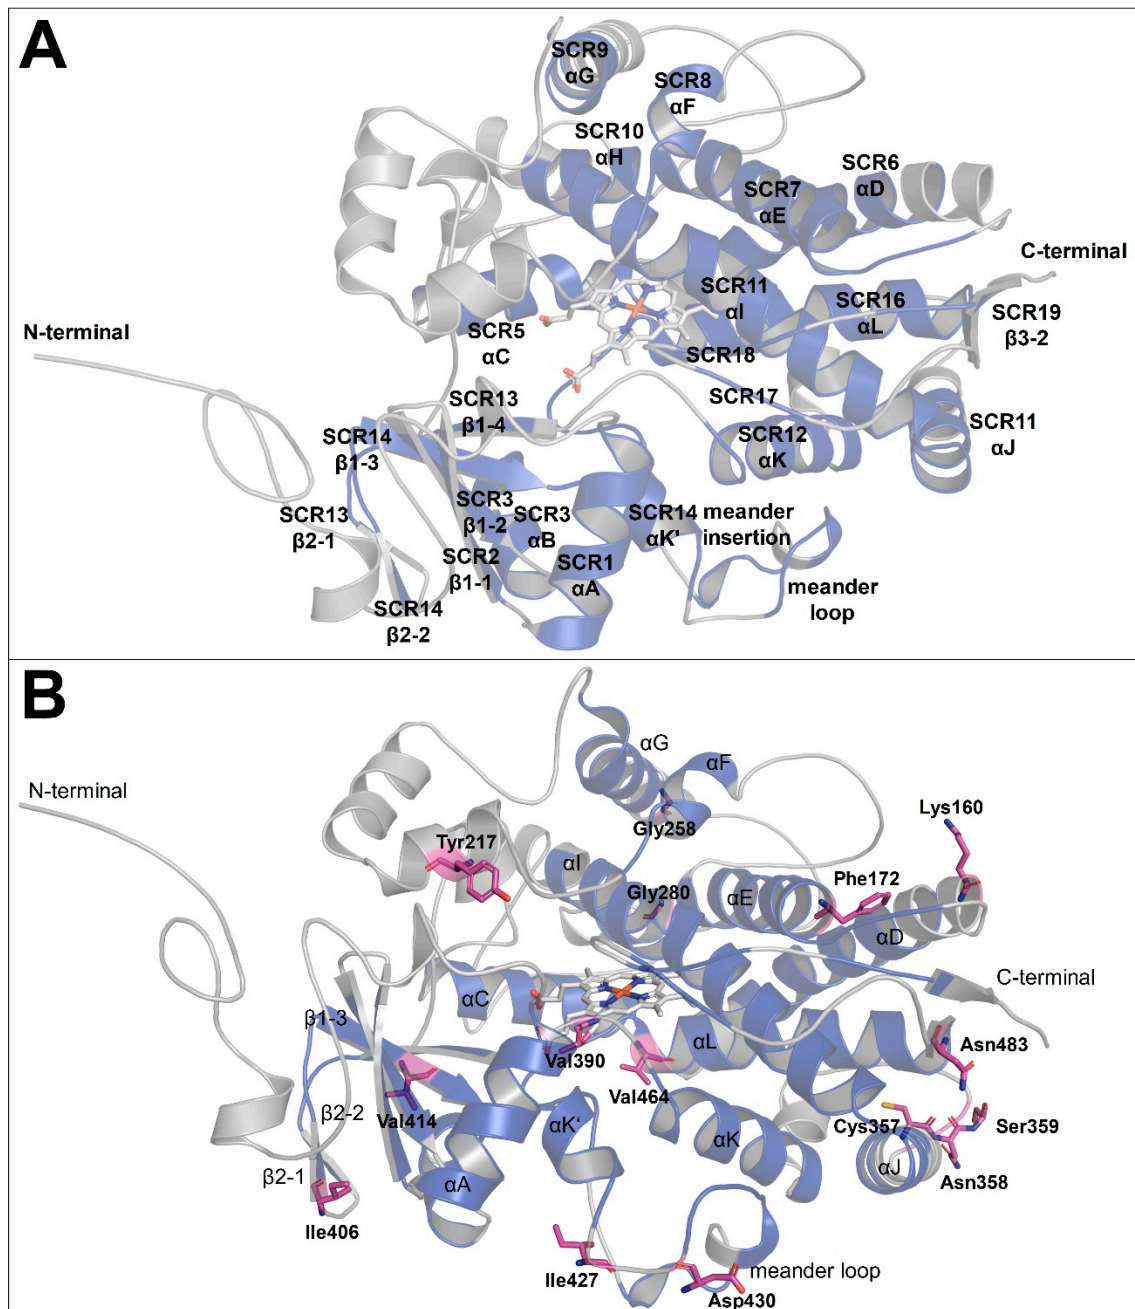 A
SCR9
αG
SCR8
αF
SCR10
αH
SCR6
αD
SCR7
αE
C-terminal
SCR11
αI
SCR16
αL
SCR19
β3-2
N-terminal
SCR5
αC
SCR18
SCR17
SCR13
β1-4
SCR12
αK
SCR11
αJ
SCR14
β1-3
SCR3
β1-2
SCR3
αB
SCR14
αK'
meander
insertion
SCR13
β2-1
SCR2
β1-1
SCR1
αA
meander
loop
SCR14
β2-2
B
αG
αF
N-terminal
Lys160
Gly258
Tyr217
αI
Phe172
Gly280
αE
αD
C-terminal
αC
β1-3
αL
Asn483
Val390
Val464
Val414
Cys357
Ser359
β2-2
αK'
αK
αJ
Asn358
β2-1
αA
Ile406
Ile427
meander loop
Asp430